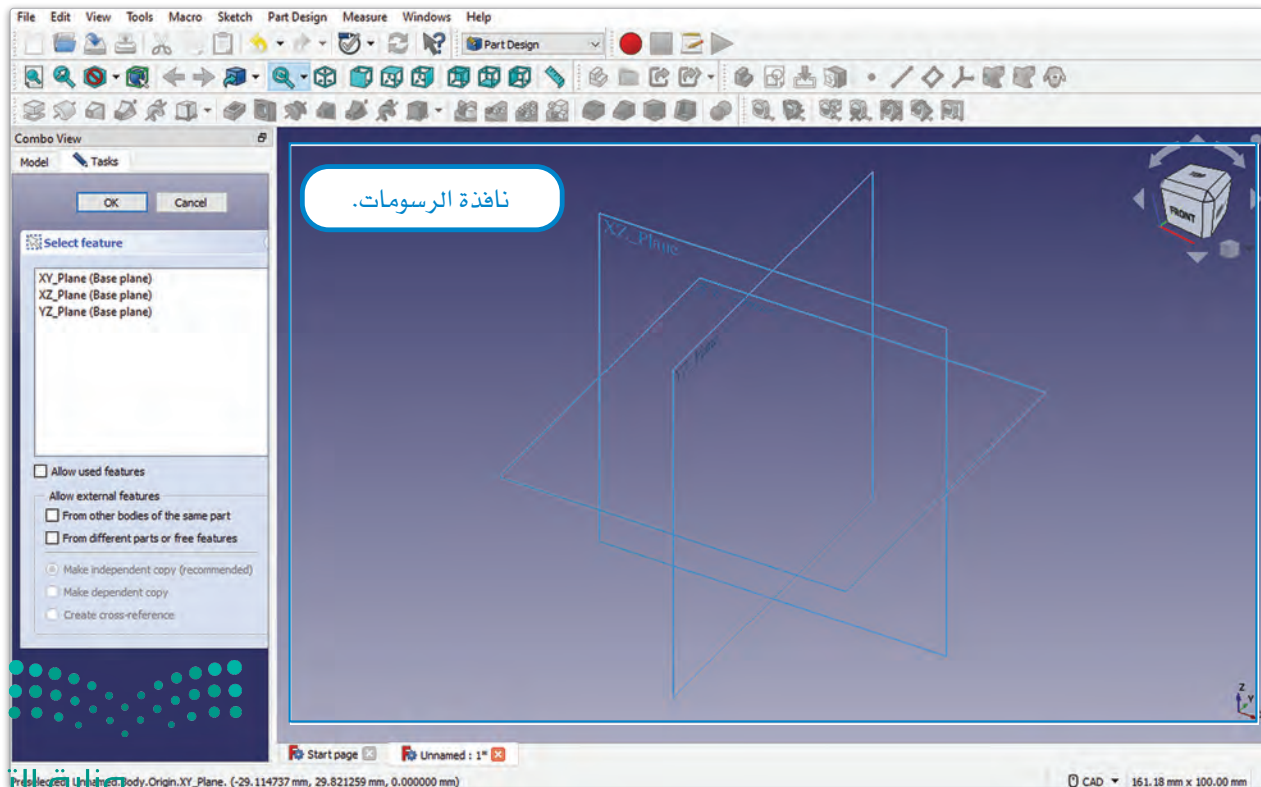 File Edit View Tools Macro Sketch Part Design Measure Windows Help
Part Design
Combo View
Model Tasks
OK Cancel
Select feature
XY_Plane (Base plane)
XZ_Plane (Base plane)
YZ_Plane (Base plane)
Allow used features
Allow external features
From other bodies of the same part
From different parts or free features
Make independent copy (recommended)
Make dependent copy
Create cross-reference
نافذة الرسومات.
XZ_Plane
FRONT
Z
Y
Start page Unnamed : 1*
Preselected: Unnamed.Body.Origin.XY_Plane. (-29.114737 mm, 29.821259 mm, 0.000000 mm)
CAD 161.18 mm x 100.00 mm